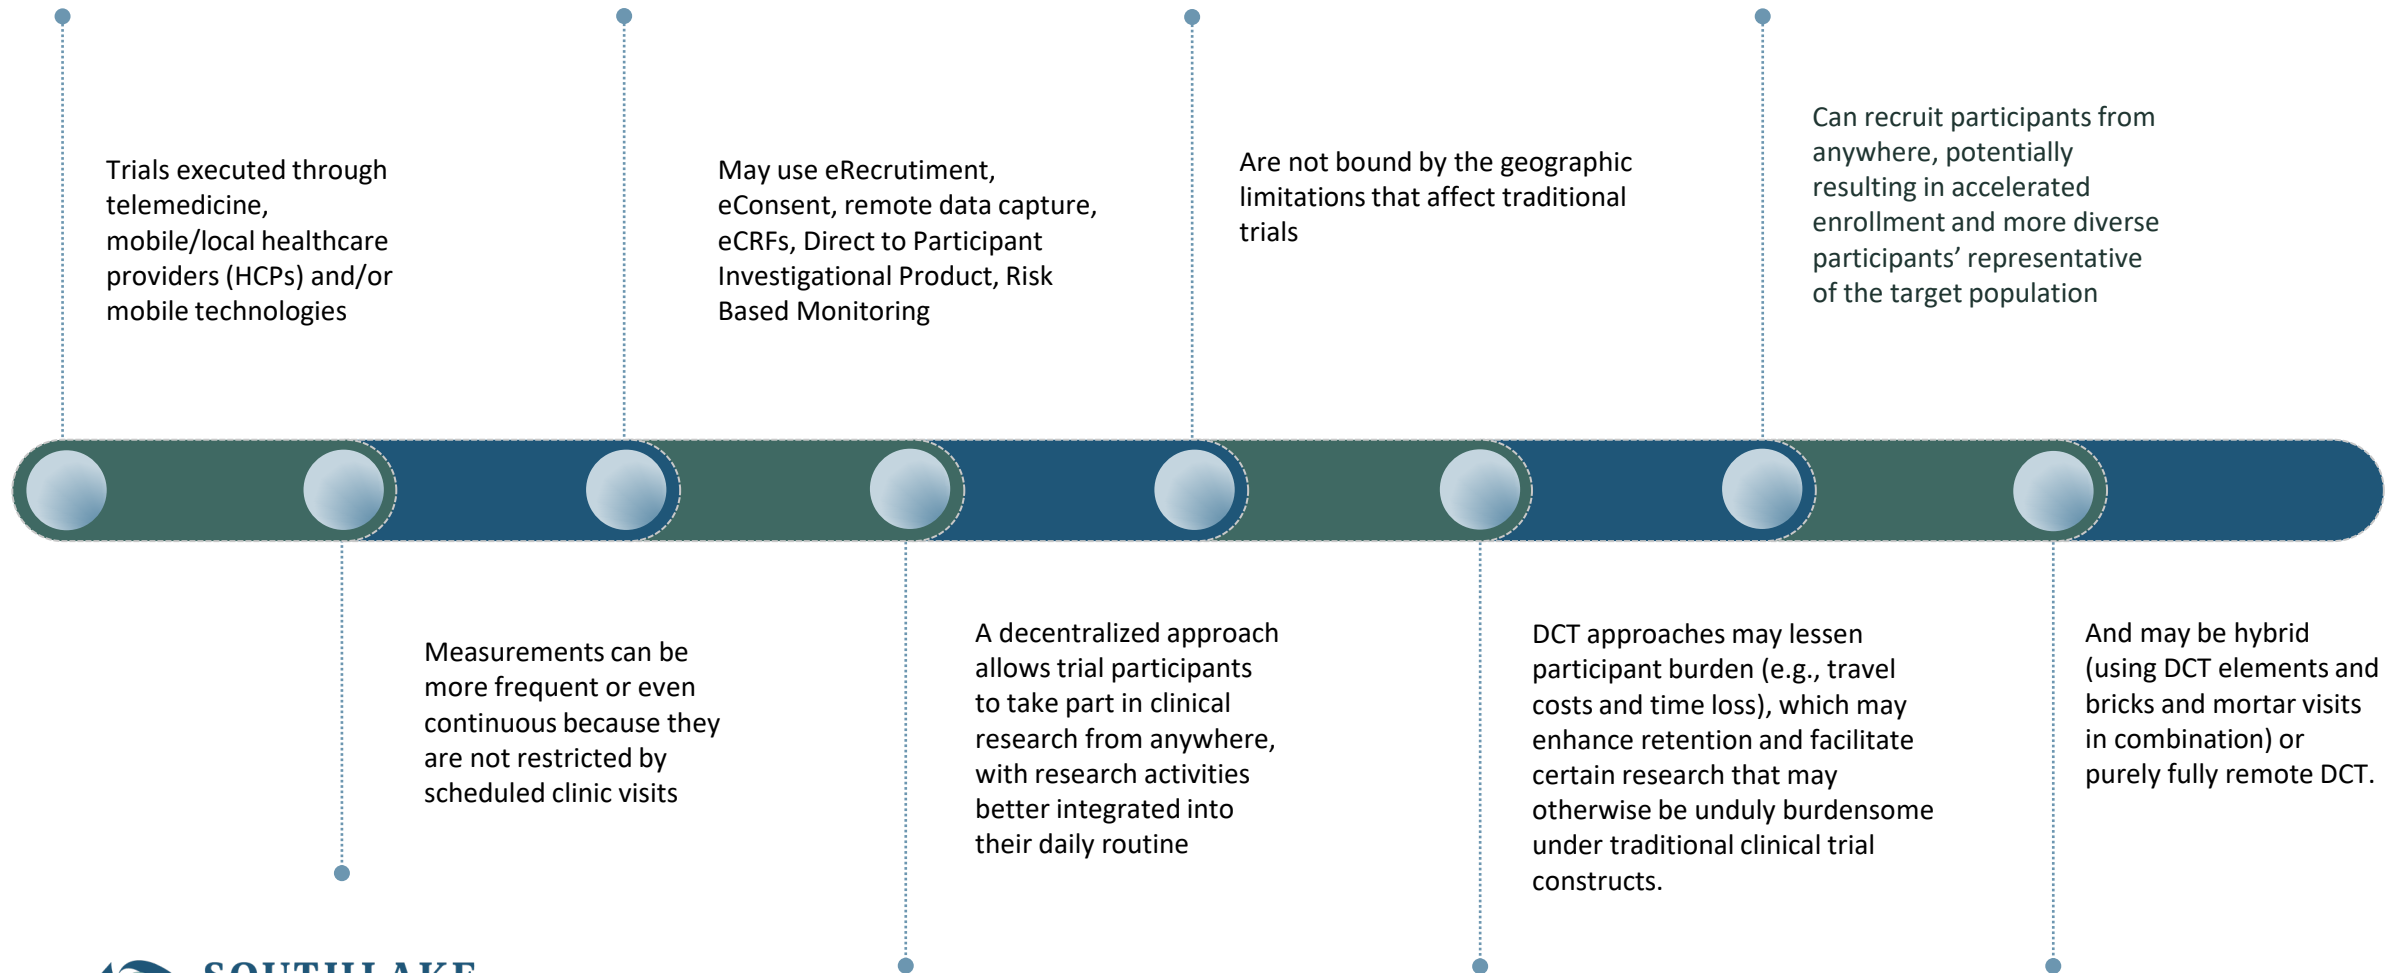 Trials executed through
telemedicine,
mobile/local healthcare
providers (HCPs) and/or
mobile technologies
Measurements can be
more frequent or even
continuous because they
are not restricted by
scheduled clinic visits
May use eRecrutiment,
eConsent, remote data capture,
eCRFs, Direct to Participant
Investigational Product, Risk
Based Monitoring
A decentralized approach
allows trial participants
to take part in clinical
research from anywhere,
with research activities
better integrated into
their daily routine
Are not bound by the geographic
limitations that affect traditional
trials
DCT approaches may lessen
participant burden (e.g., travel
costs and time loss), which may
enhance retention and facilitate
certain research that may
otherwise be unduly burdensome
under traditional clinical trial
constructs.
Can recruit participants from
anywhere, potentially
resulting in accelerated
enrollment and more diverse
participants’ representative
of the target population
And may be hybrid
(using DCT elements and
bricks and mortar visits
in combination) or
purely fully remote DCT.
SOUTHLAKE